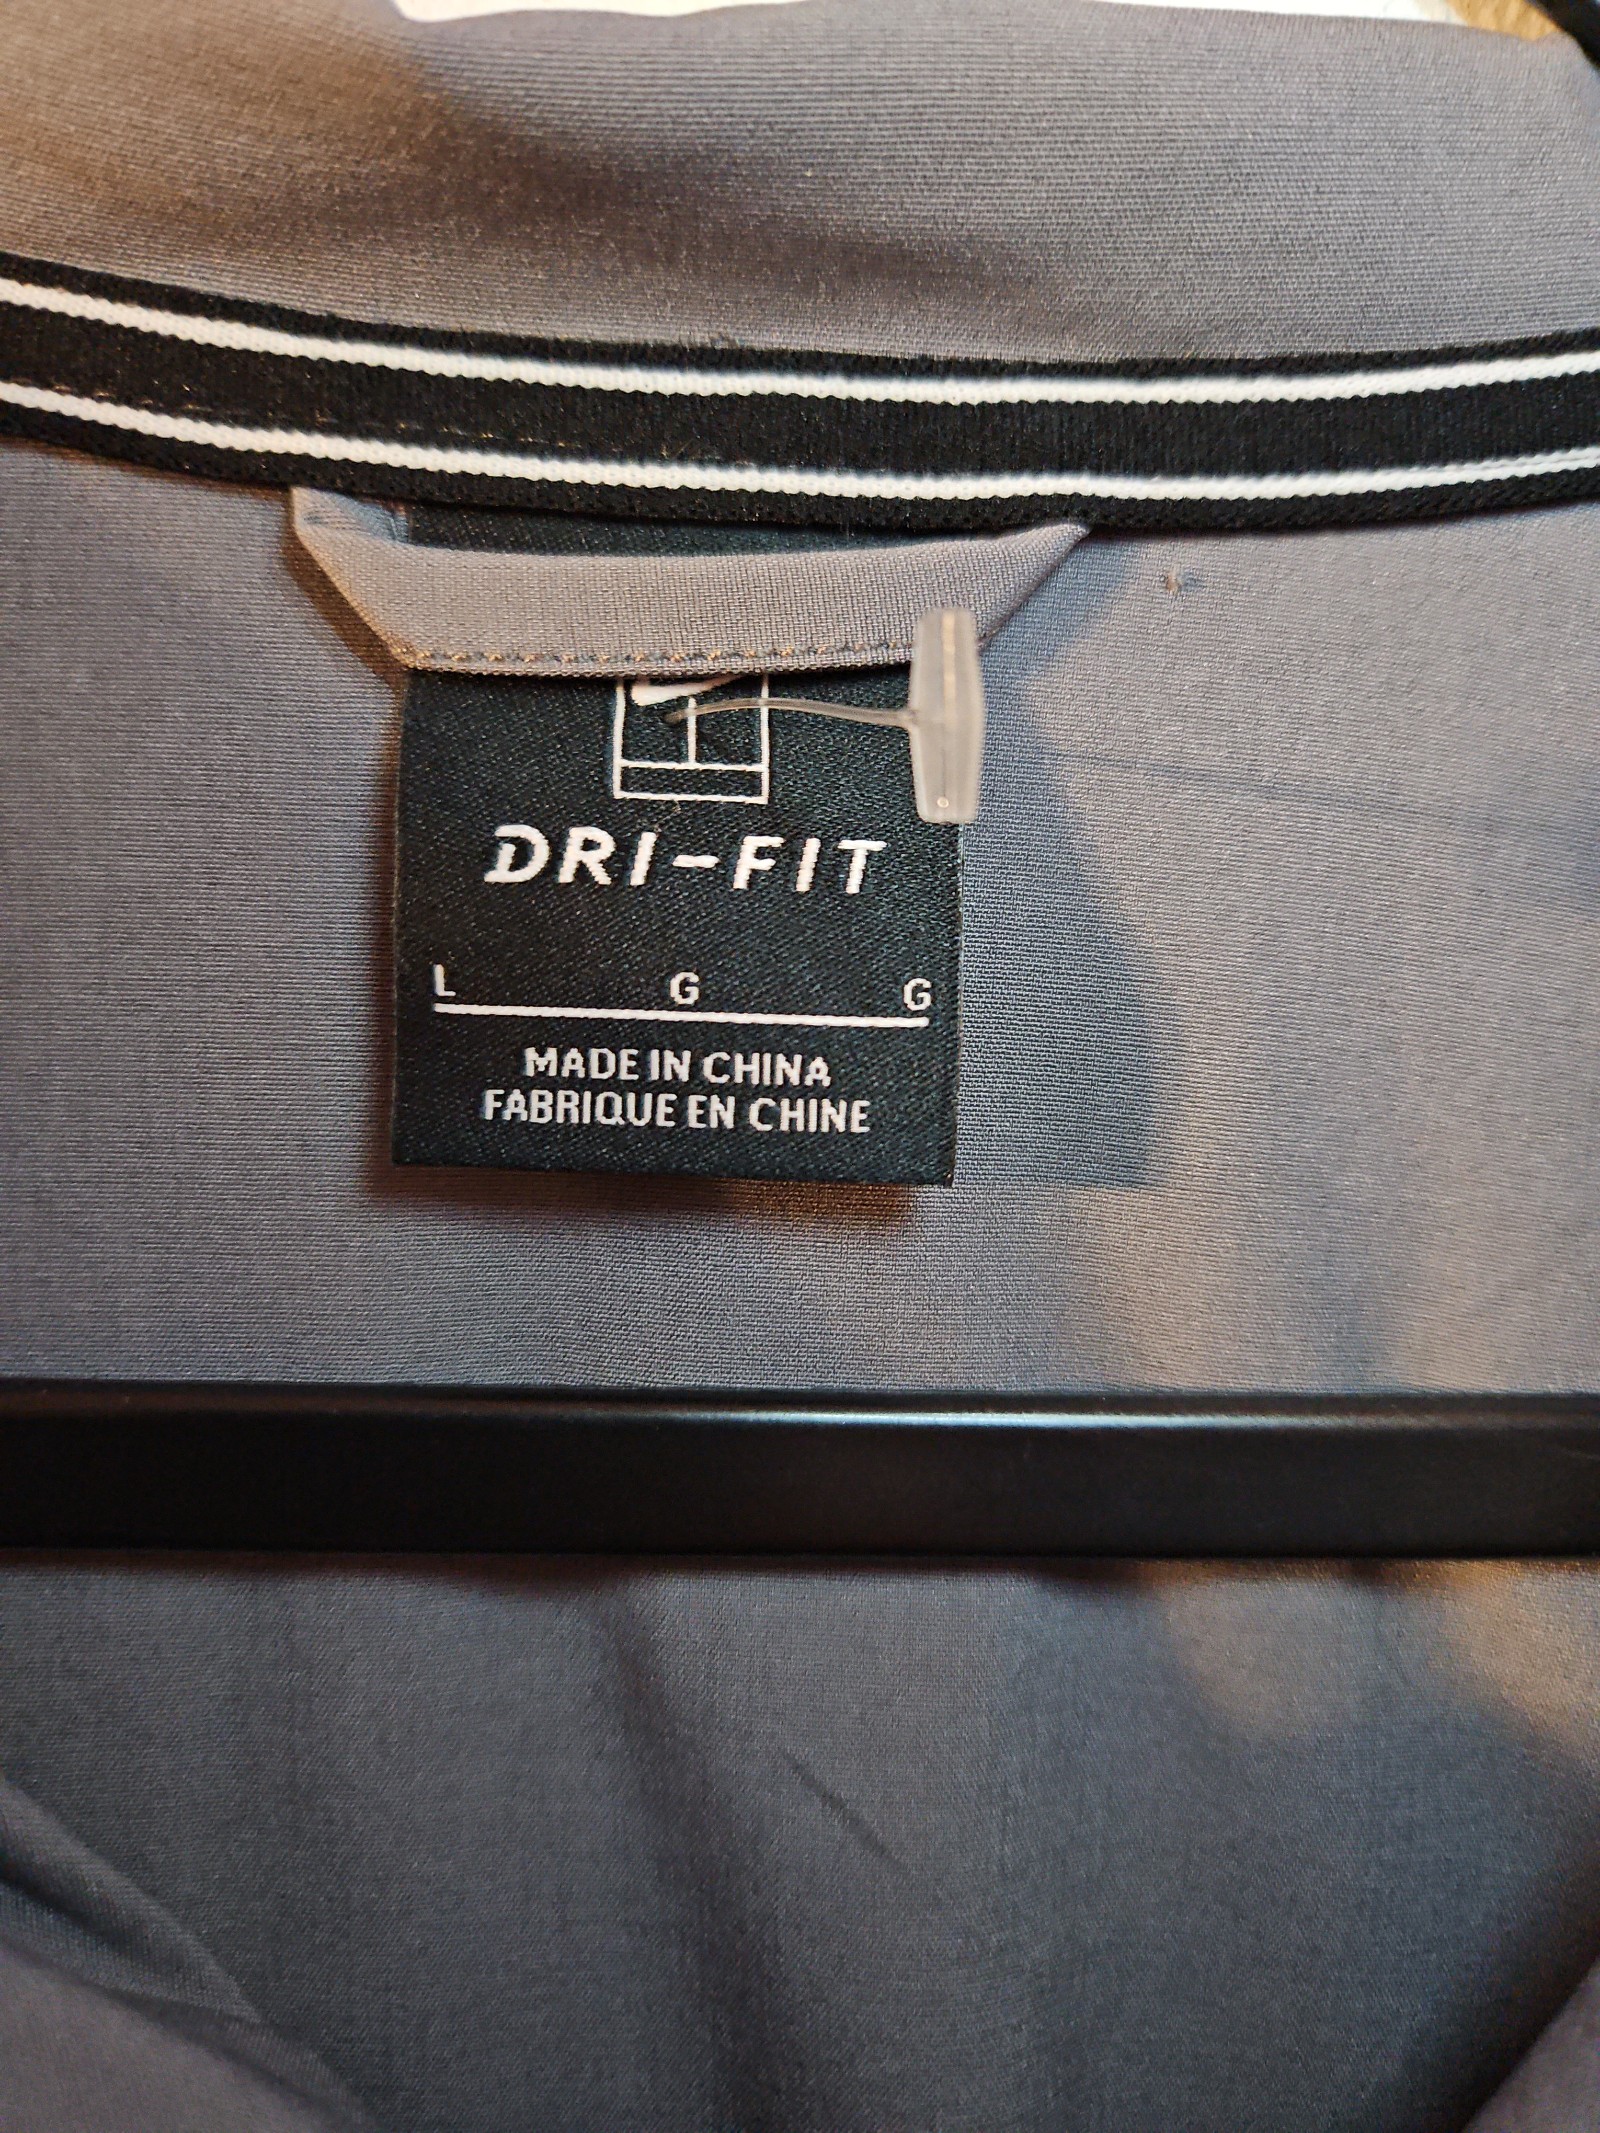 DRI-FIT
L G G
MADE IN CHINA
FABRIQUE EN CHINE